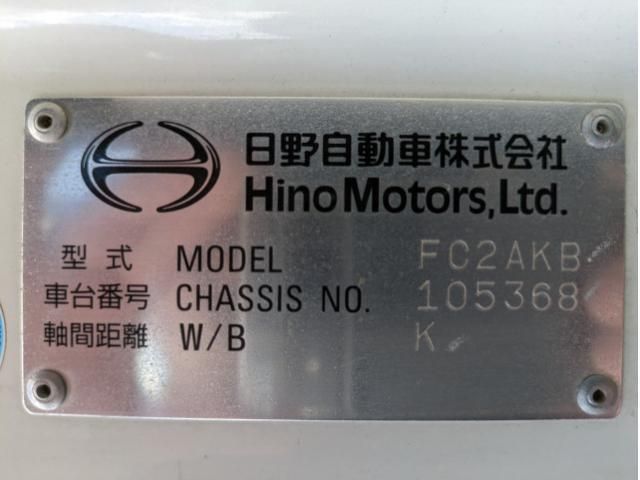 日野自動車株式会社
Hino Motors, Ltd.
型式 MODEL FC2AKB
車台番号 CHASSIS NO. 105368
軸間距離 W/B K